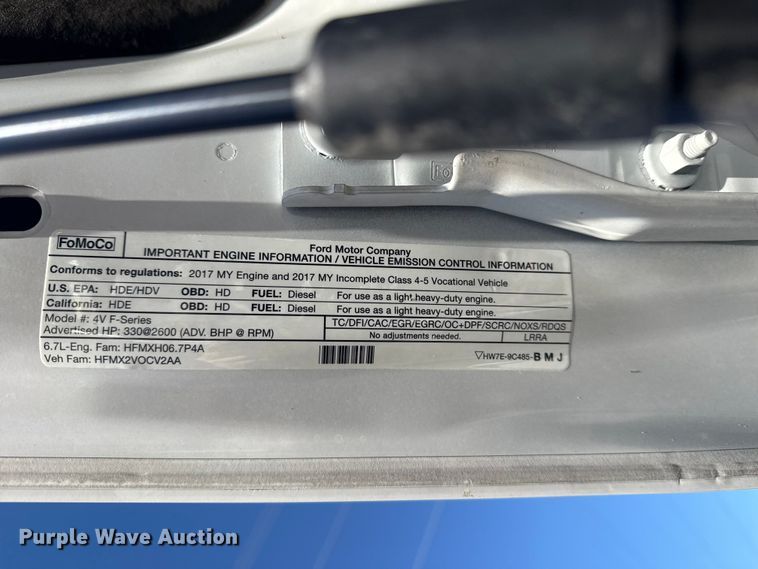 FoMoCo
Ford Motor Company
IMPORTANT ENGINE INFORMATION / VEHICLE EMISSION CONTROL INFORMATION
Conforms to regulations: 2017 MY Engine and 2017 MY Incomplete Class 4-5 Vocational Vehicle
U.S. EPA: HDE/HDV OBD: HD FUEL: Diesel For use as a light heavy-duty engine.
California: HDE OBD: HD FUEL: Diesel For use as a light heavy-duty engine.
Model #: 4V F-Series TC/DFI/CAC/EGR/EGRC/OC+DPF/SCRC/NOXS/RDQS
Advertised HP: 330@2600 (ADV. BHP @ RPM) No adjustments needed. LRRA
6.7L-Eng. Fam: HFMXH06.7P4A
Veh Fam: HFMX2VOCV2AA
HW7E-9C485-BMJ
Purple Wave Auction